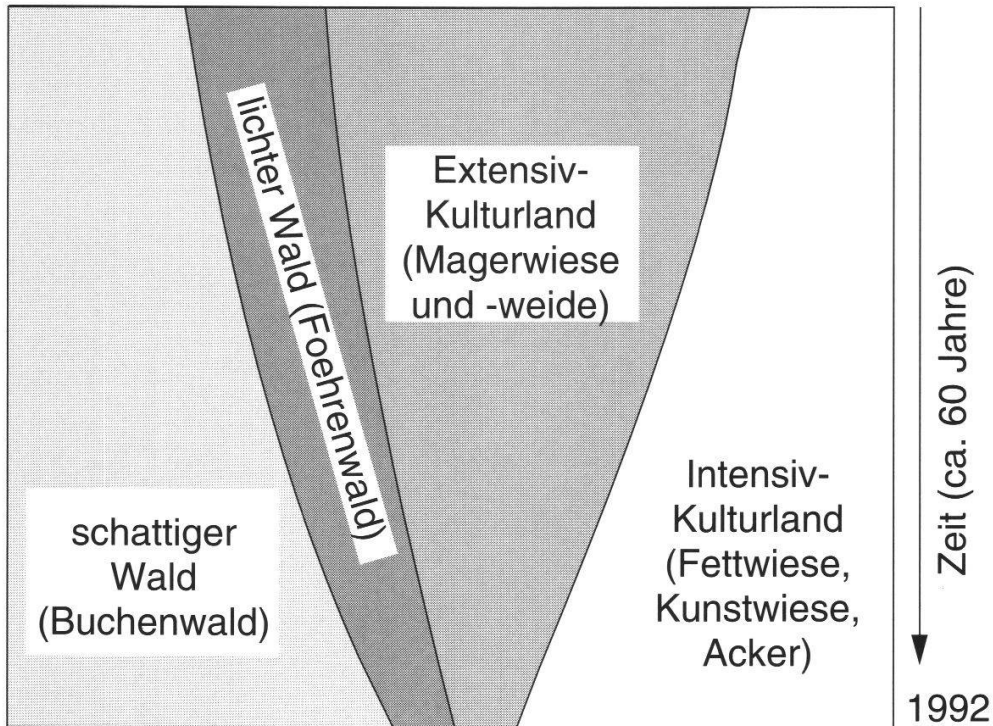 lichter Wald (Foehrenwald)
Extensiv-
Kulturland
(Magerwiese
und -weide)
schattiger
Wald
(Buchenwald)
Intensiv-
Kulturland
(Fettwiese,
Kunstwiese,
Acker)
Zeit (ca. 60 Jahre)
1992